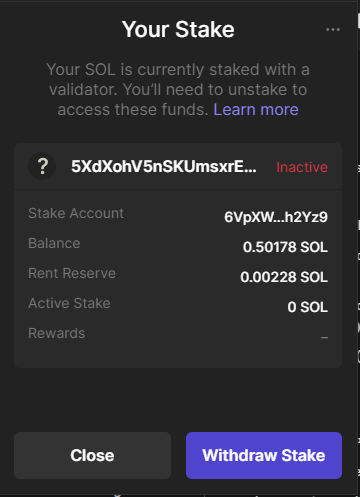 Your Stake
Your SOL is currently staked with a
validator. You'll need to unstake to
access these funds. Learn more
? 5XdXohV5nSKUmsxrE... Inactive
Stake Account 6VpXW...h2Yz9
Balance 0.50178 SOL
Rent Reserve 0.00228 SOL
Active Stake 0 SOL
Rewards –
Close Withdraw Stake